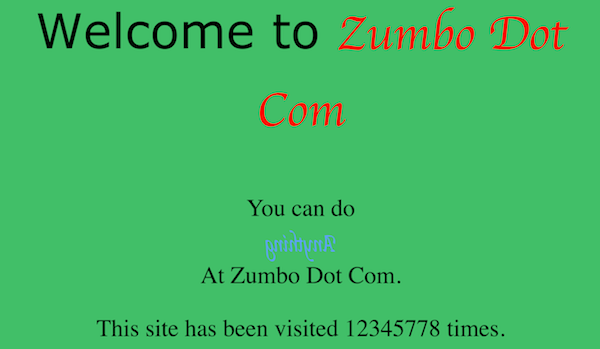 Welcome to Zumbo Dot
Com
You can do
Anything
At Zumbo Dot Com.
This site has been visited 12345778 times.